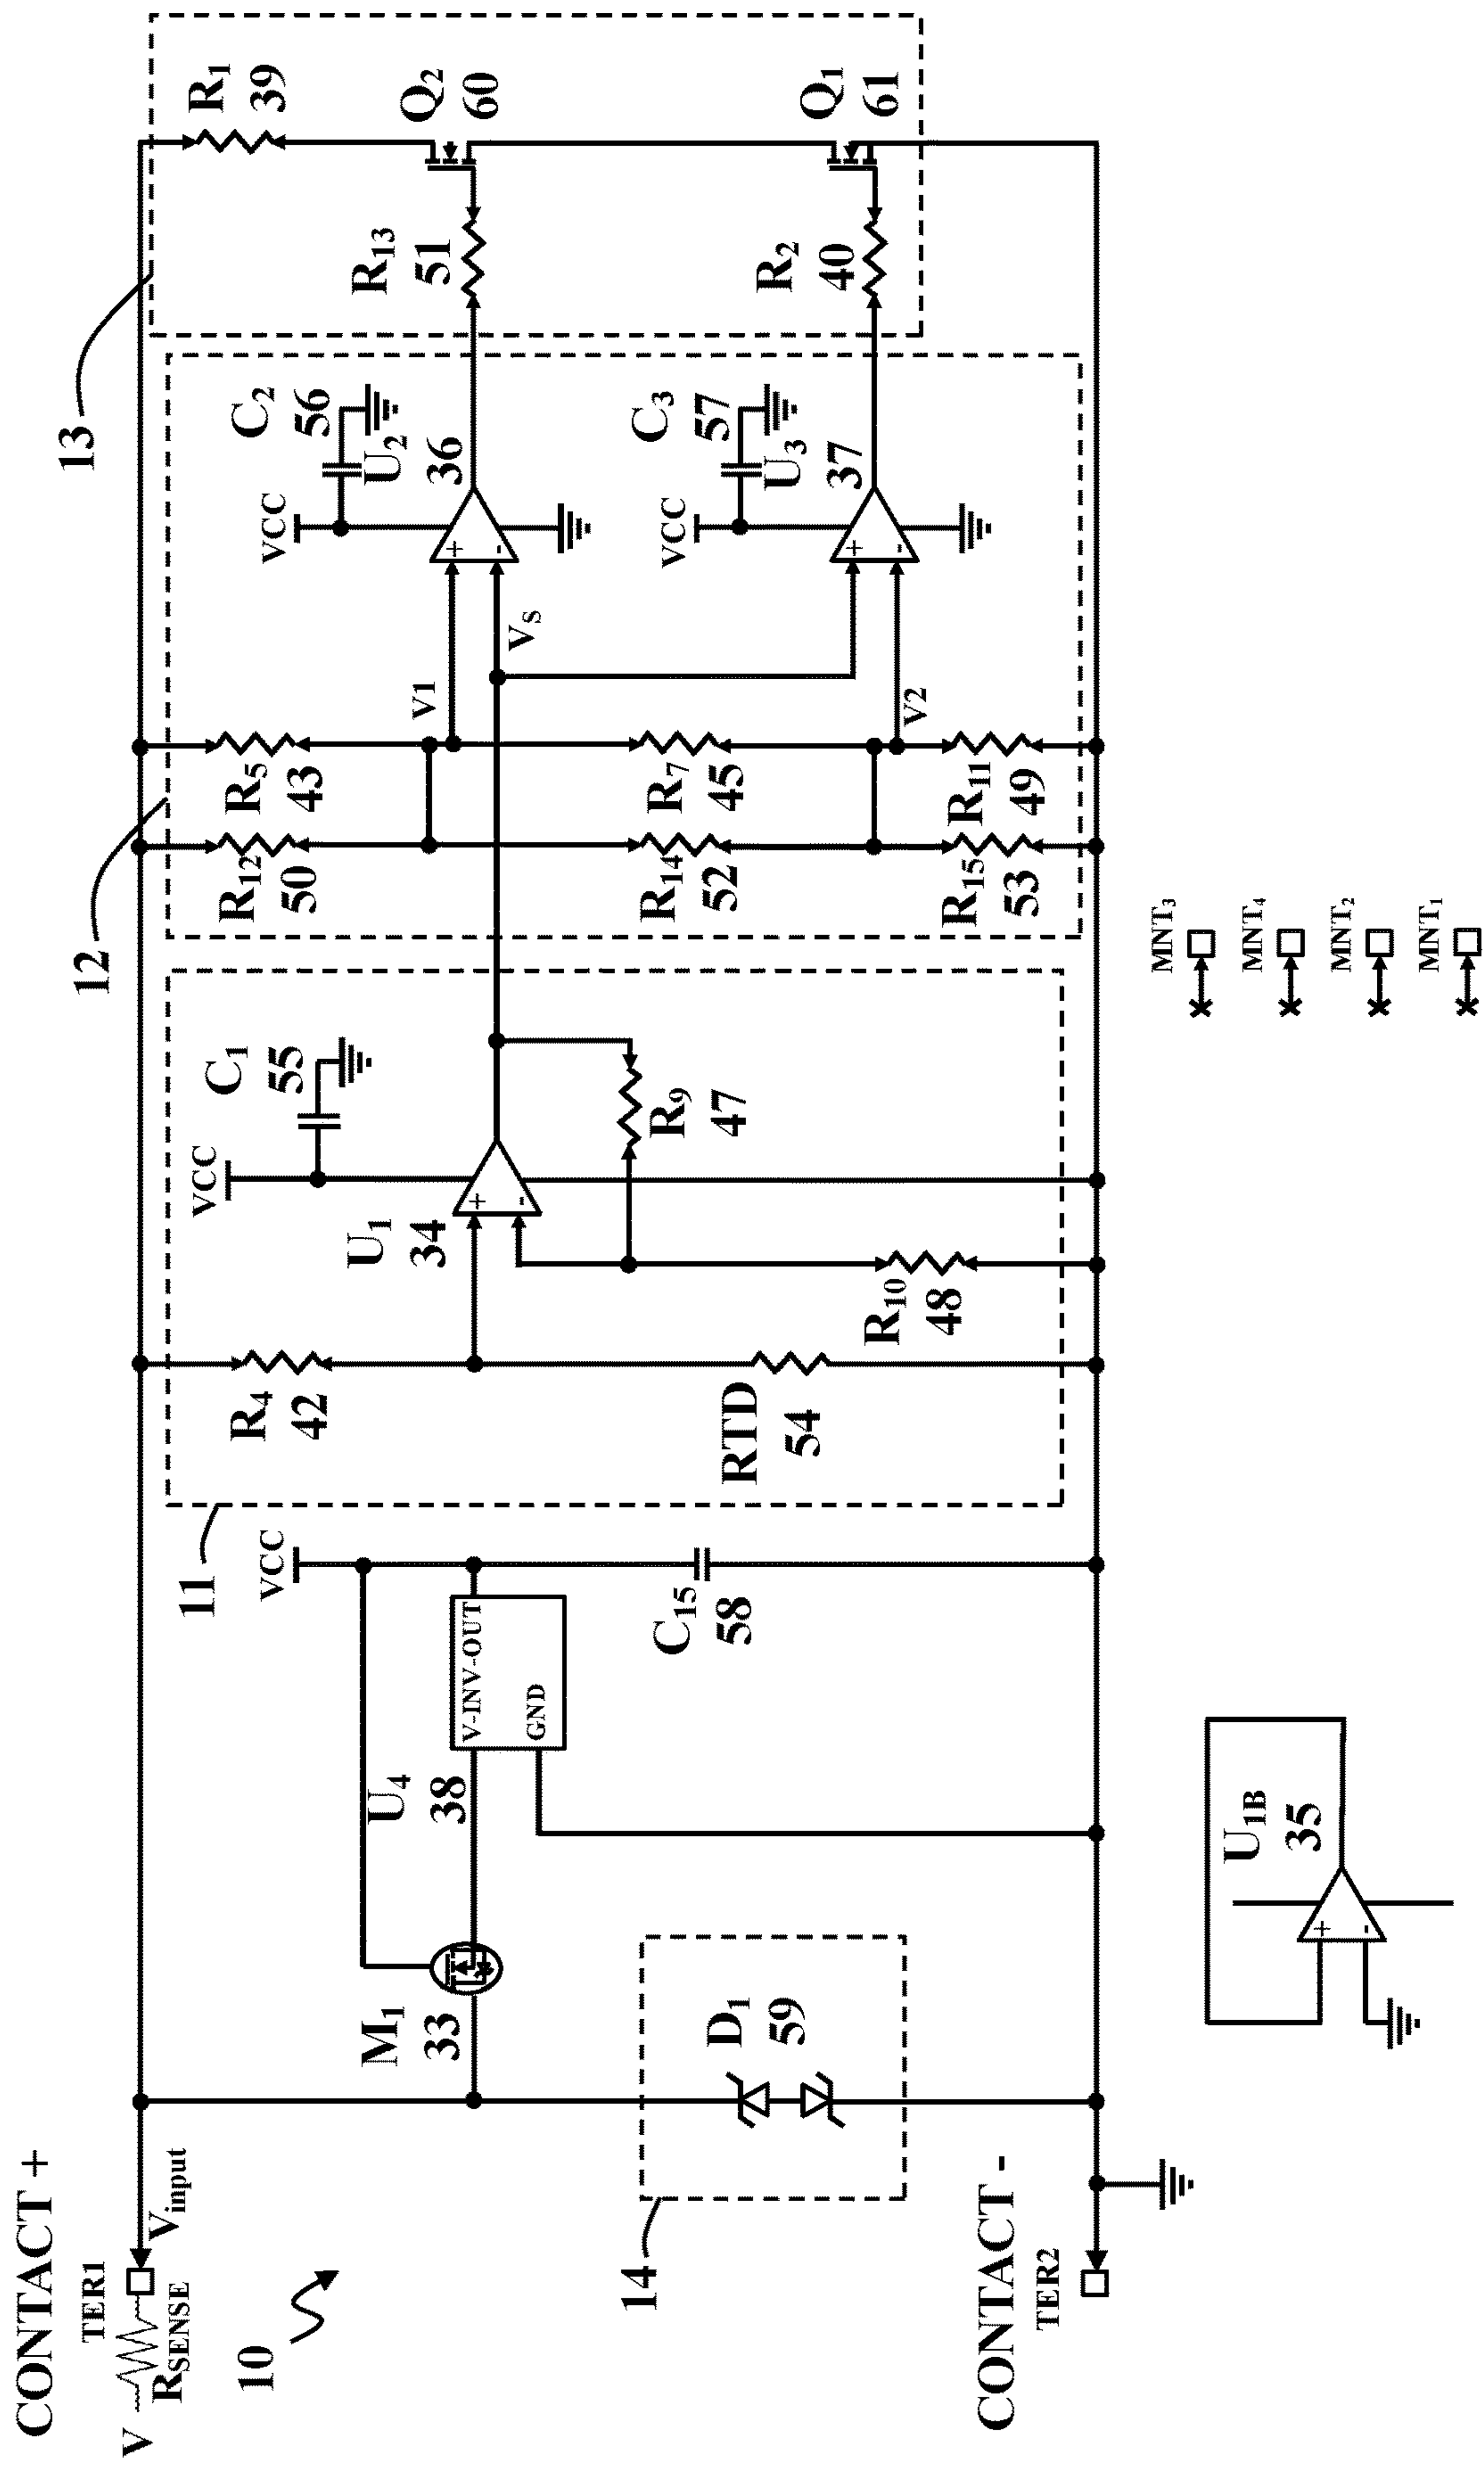 CONTACT +
TER1
V
R_SENSE
V_input
10
CONTACT -
TER2
14
D₁
59
M₁
33
U₄
38
V-INV-OUT
GND
VCC
C₁₅
58
11
R₄
42
RTD
54
U₁
34
+
-
VCC
C₁
55
R₉
47
R₁₀
48
12
R₁₂
50
R₅
43
R₁₄
52
R₇
45
R₁₅
53
R₁₁
49
V1
V_S
V2
VCC
C₂
56
U₂
36
+
-
VCC
C₃
57
U₃
37
+
-
13
R₁₃
51
R₂
40
R₁
39
Q₂
60
Q₁
61
MNT₃
MNT₄
MNT₂
MNT₁
U₁B
35
+
-